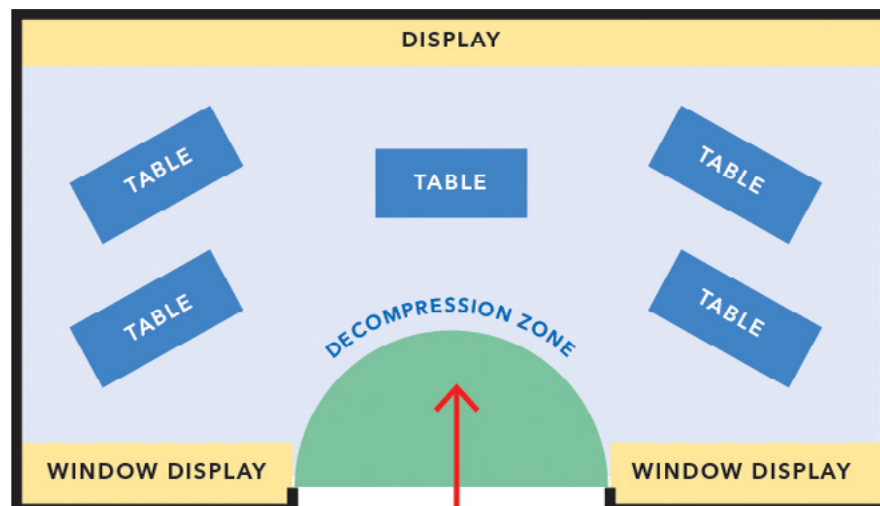 DISPLAY
TABLE
TABLE
TABLE
DECOMPRESSION ZONE
TABLE
TABLE
WINDOW DISPLAY
WINDOW DISPLAY